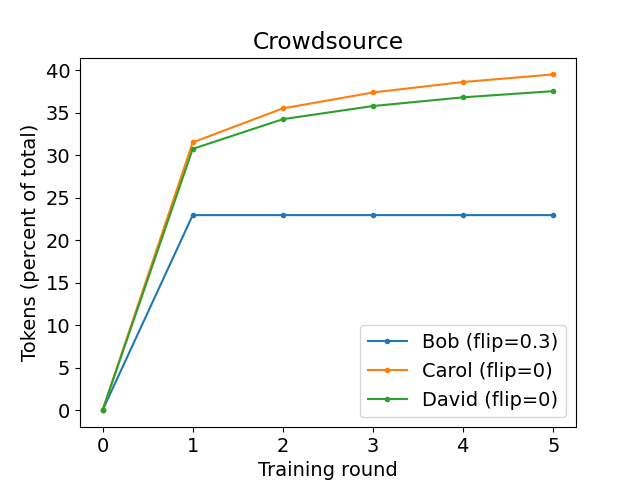 Crowdsource
Tokens (percent of total)
40
35
30
25
20
15
10
5
0
Bob (flip=0.3)
Carol (flip=0)
David (flip=0)
0 1 2 3 4 5
Training round